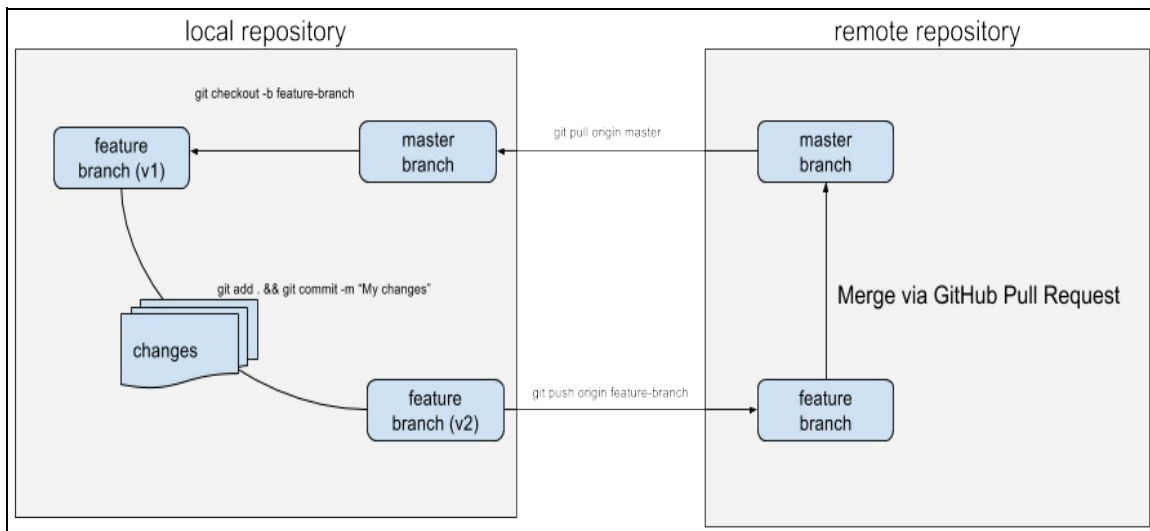 local repository
remote repository
git checkout -b feature-branch
feature
branch (v1)
master
branch
git pull origin master
master
branch
git add . && git commit -m “My changes”
changes
Merge via GitHub Pull Request
feature
branch (v2)
git push origin feature-branch
feature
branch